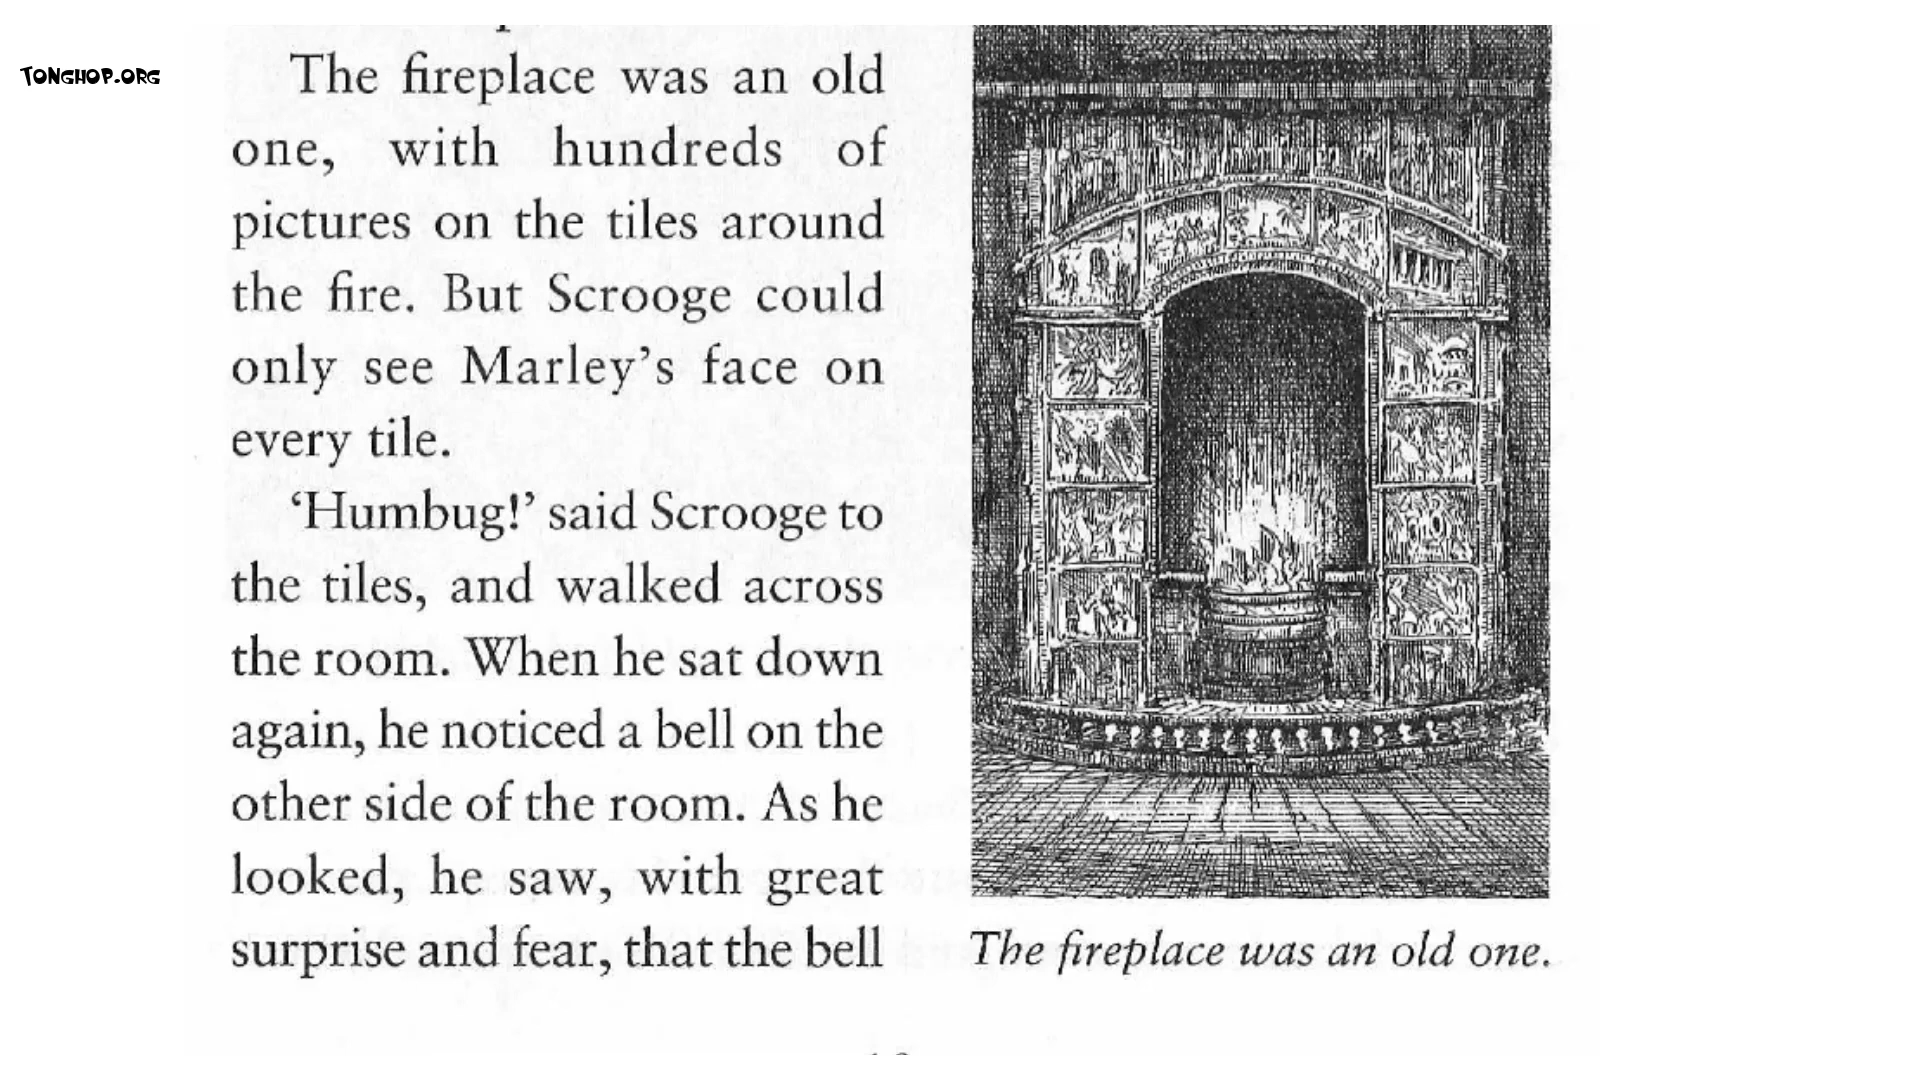 TONGHOP.ORG
The fireplace was an old
one, with hundreds of
pictures on the tiles around
the fire. But Scrooge could
only see Marley’s face on
every tile.
‘Humbug!’ said Scrooge to
the tiles, and walked across
the room. When he sat down
again, he noticed a bell on the
other side of the room. As he
looked, he saw, with great
surprise and fear, that the bell
The fireplace was an old one.